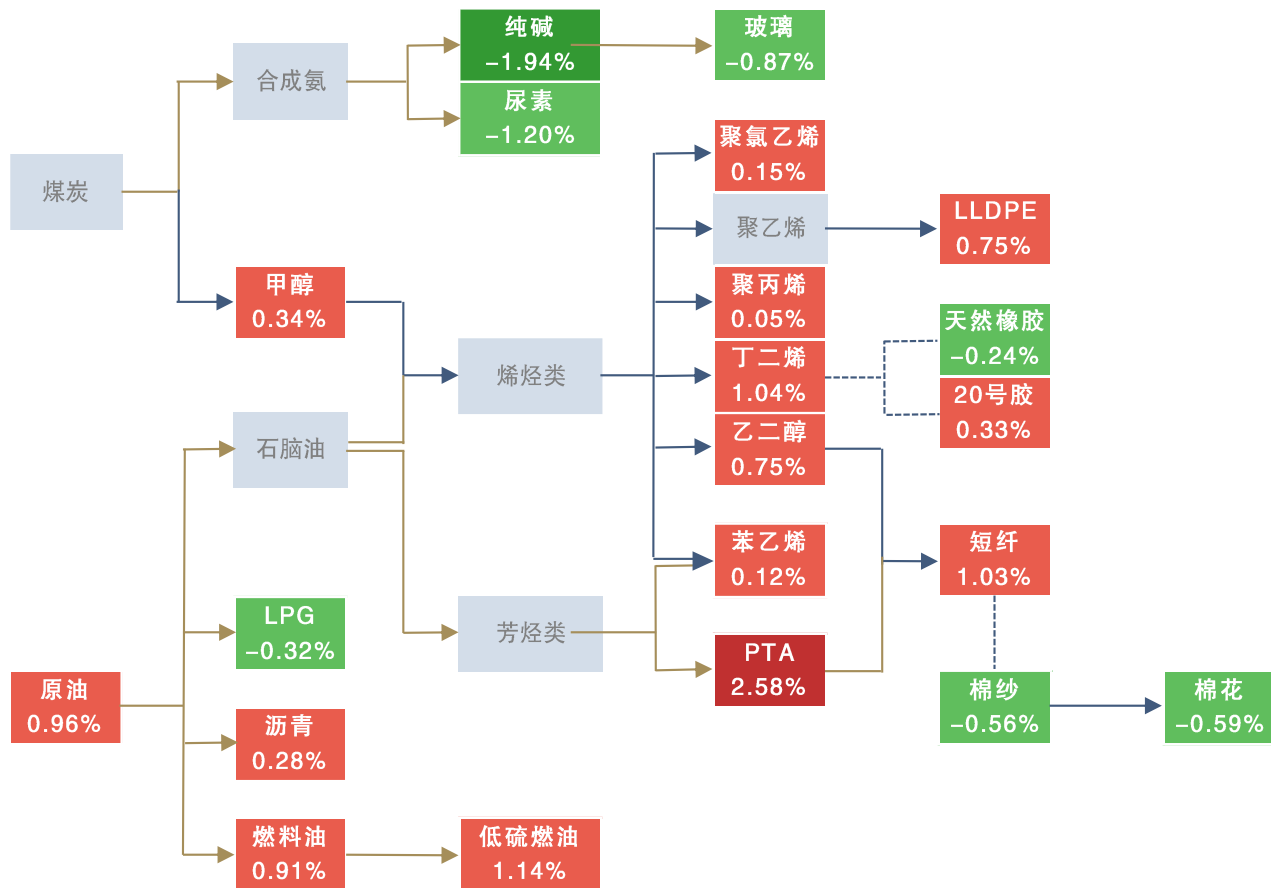 纯碱
-1.94%
玻璃
-0.87%
合成氨
尿素
-1.20%
煤炭
聚氯乙烯
0.15%
聚乙烯
LLDPE
0.75%
甲醇
0.34%
聚丙烯
0.05%
天然橡胶
-0.24%
烯烃类
丁二烯
1.04%
20号胶
0.33%
石脑油
乙二醇
0.75%
苯乙烯
0.12%
短纤
1.03%
LPG
-0.32%
芳烃类
PTA
2.58%
原油
0.96%
棉纱
-0.56%
棉花
-0.59%
沥青
0.28%
燃料油
0.91%
低硫燃油
1.14%